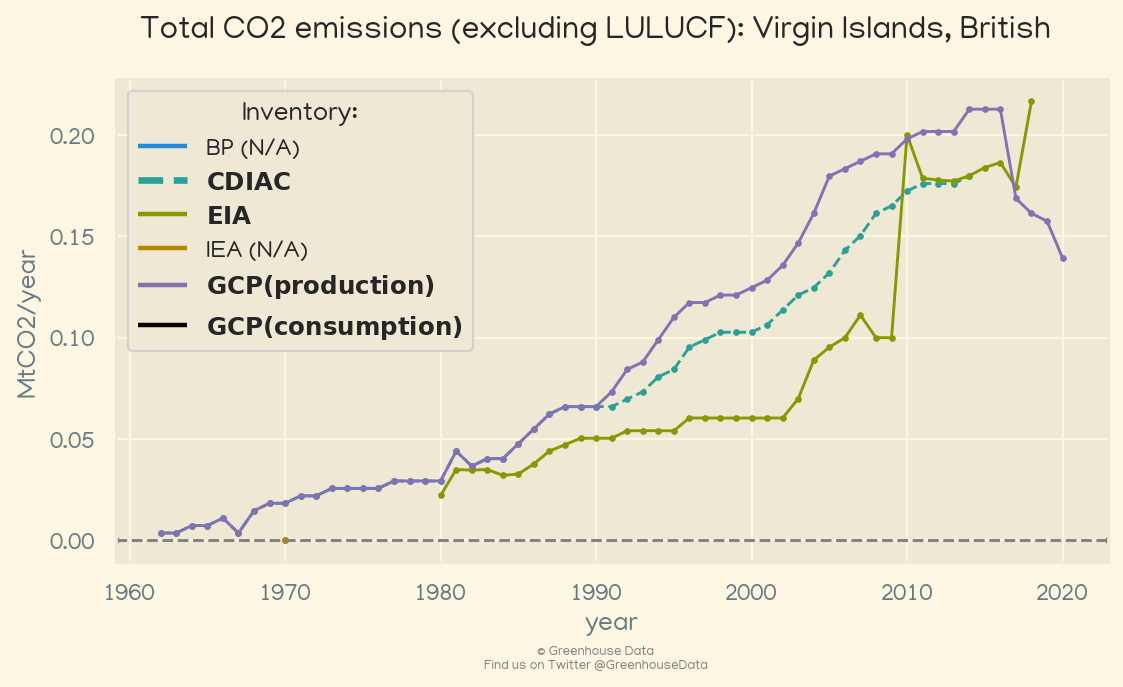 Total CO2 emissions (excluding LULUCF): Virgin Islands, British
Inventory:
BP (N/A)
CDIAC
EIA
IEA (N/A)
GCP(production)
GCP(consumption)
MtCO2/year
0.20
0.15
0.10
0.05
0.00
1960 1970 1980 1990 2000 2010 2020
year
© Greenhouse Data
Find us on Twitter @GreenhouseData